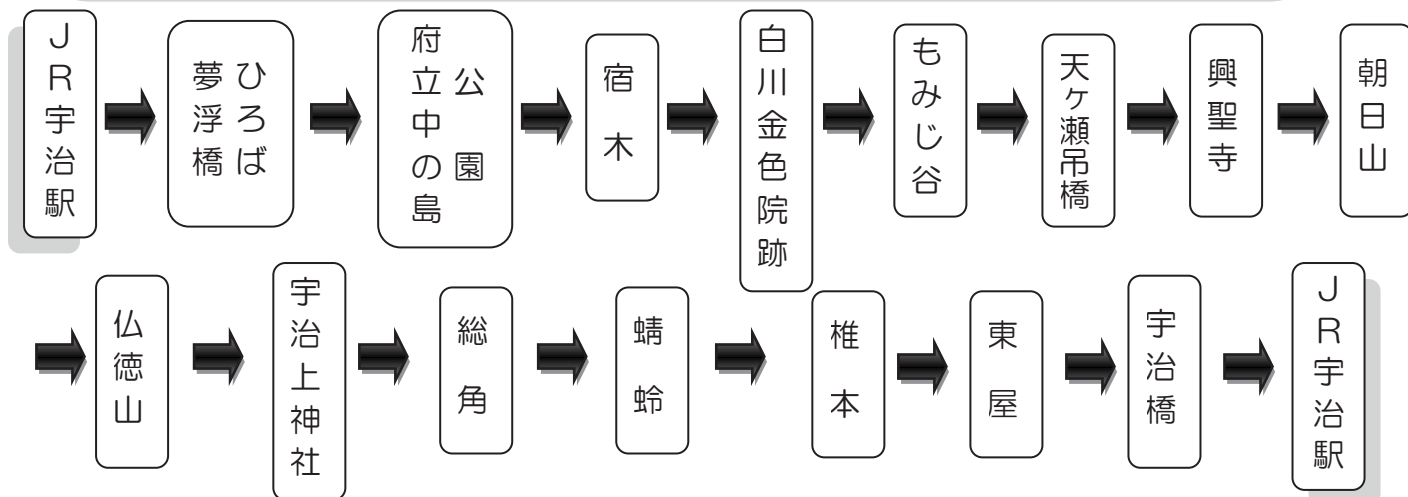 JR宇治駅
夢浮橋
ひろば
府立中の島
公園
宿木
白川金色院跡
もみじ谷
天ヶ瀬吊橋
興聖寺
朝日山
仏徳山
宇治上神社
総角
蜻蛉
椎本
東屋
宇治橋
JR宇治駅